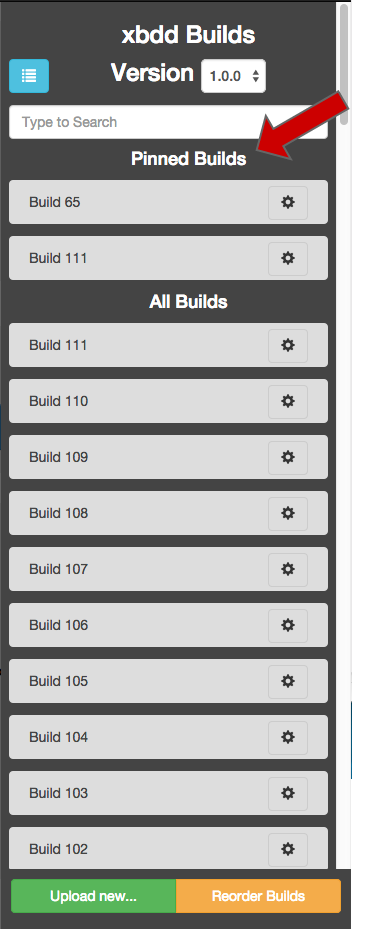 xbdd Builds
Version 1.0.0
Type to Search
Pinned Builds
Build 65
Build 111
All Builds
Build 111
Build 110
Build 109
Build 108
Build 107
Build 106
Build 105
Build 104
Build 103
Build 102
Upload new... Reorder Builds